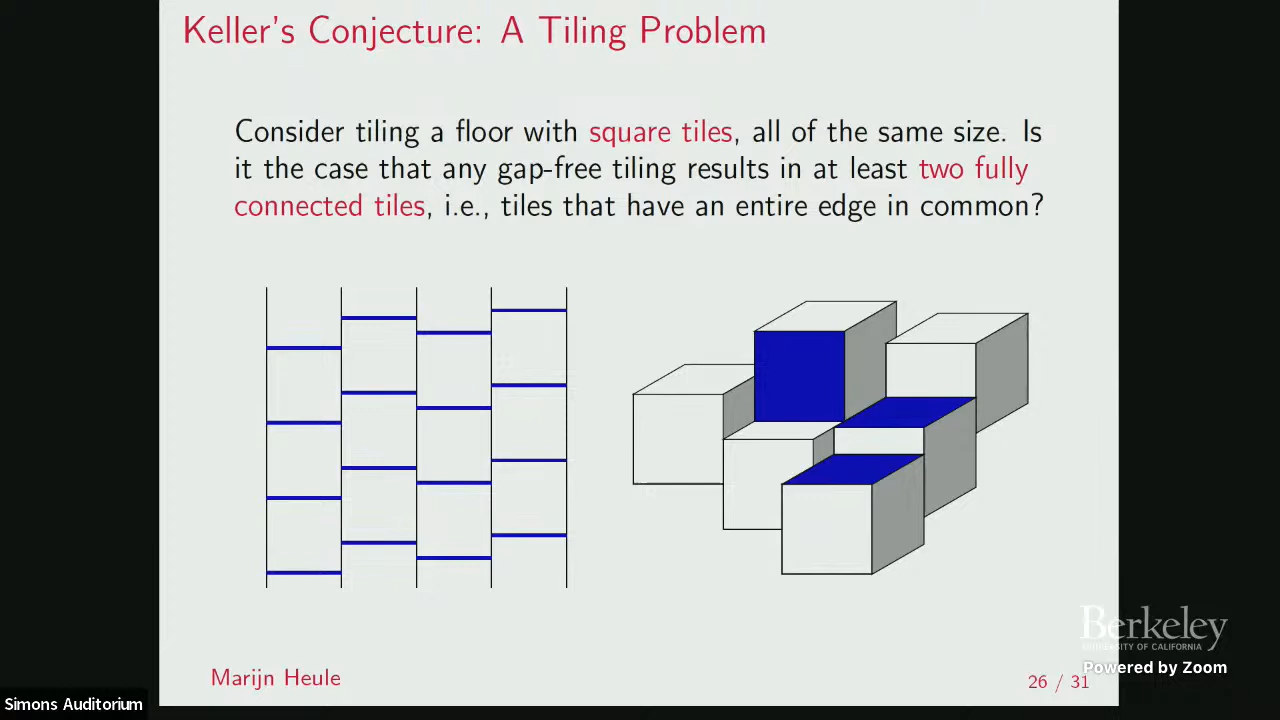 Keller's Conjecture: A Tiling Problem
Consider tiling a floor with square tiles, all of the same size. Is
it the case that any gap-free tiling results in at least two fully
connected tiles, i.e., tiles that have an entire edge in common?
Berkeley
UNIVERSITY OF CALIFORNIA
Powered by Zoom
Marijn Heule
26 / 31
Simons Auditorium